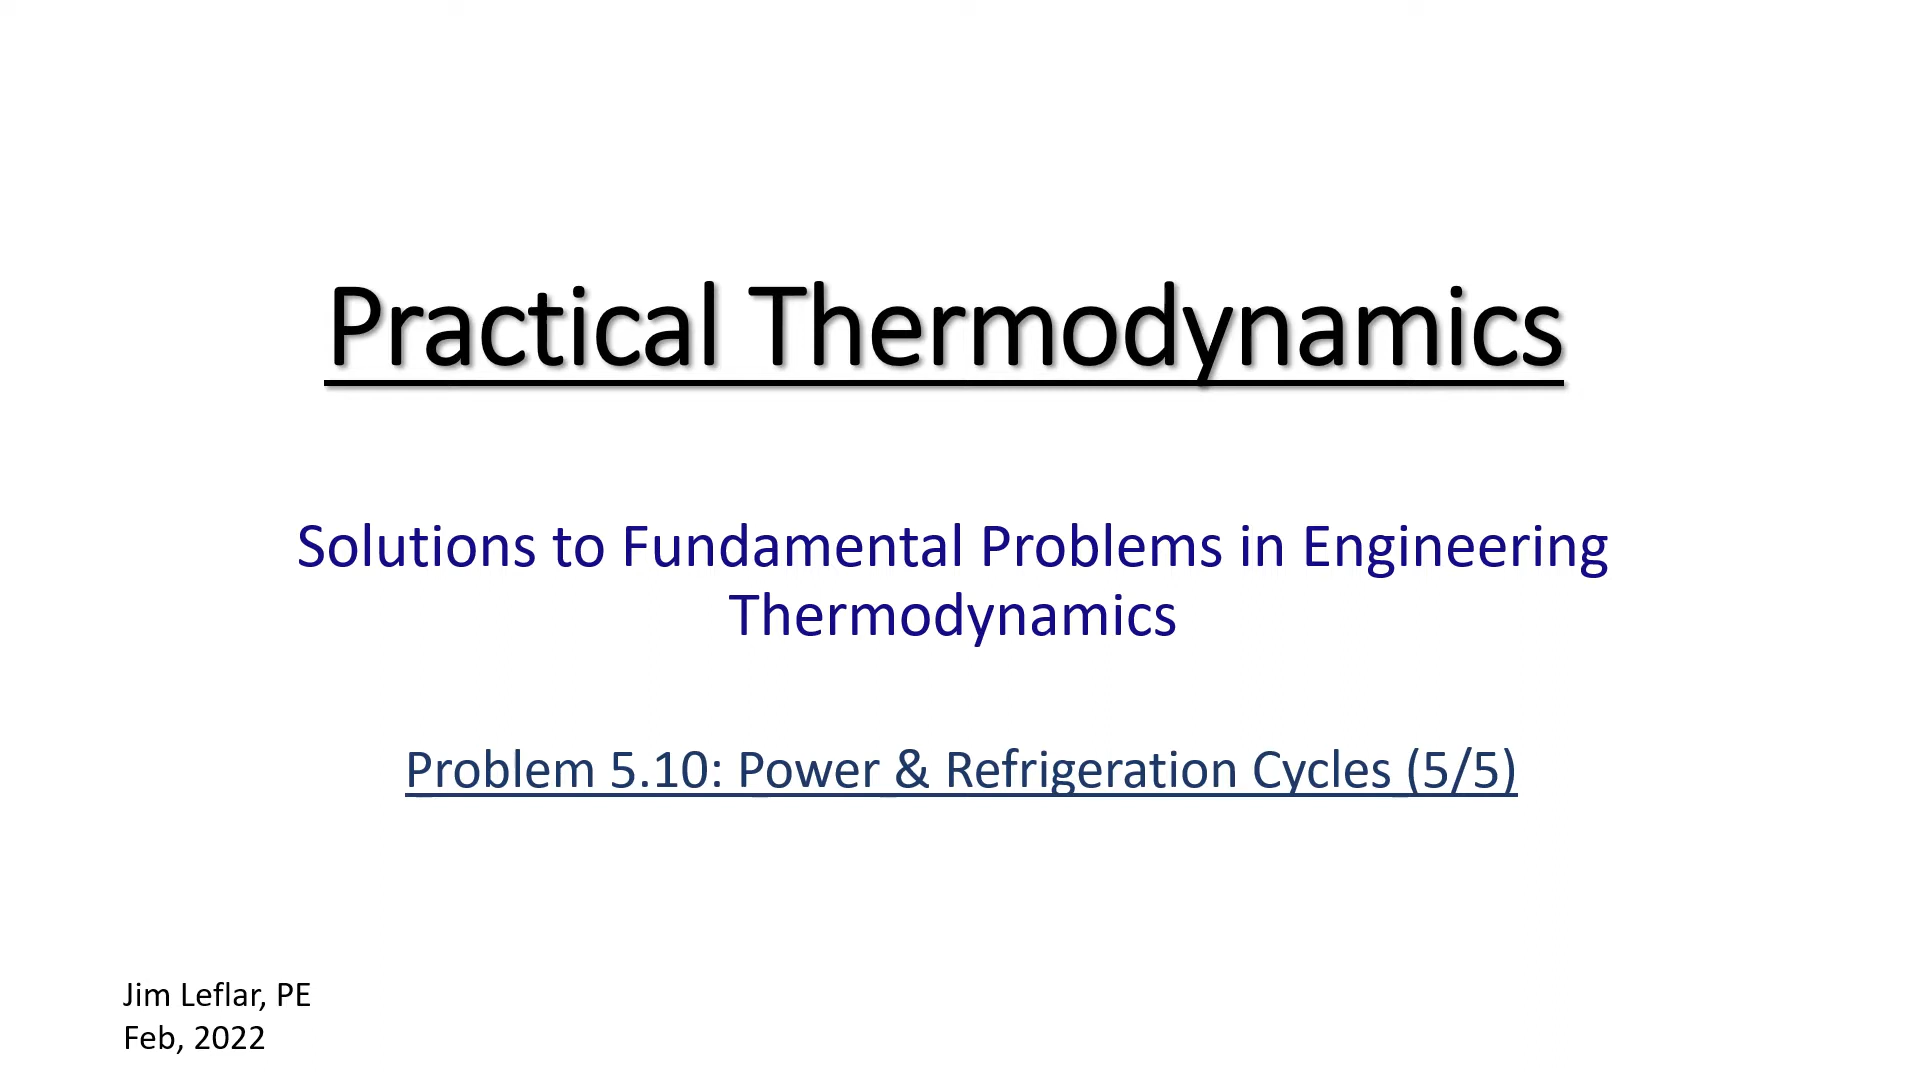 Practical Thermodynamics
Solutions to Fundamental Problems in Engineering
Thermodynamics
Problem 5.10: Power & Refrigeration Cycles (5/5)
Jim Leflar, PE
Feb, 2022